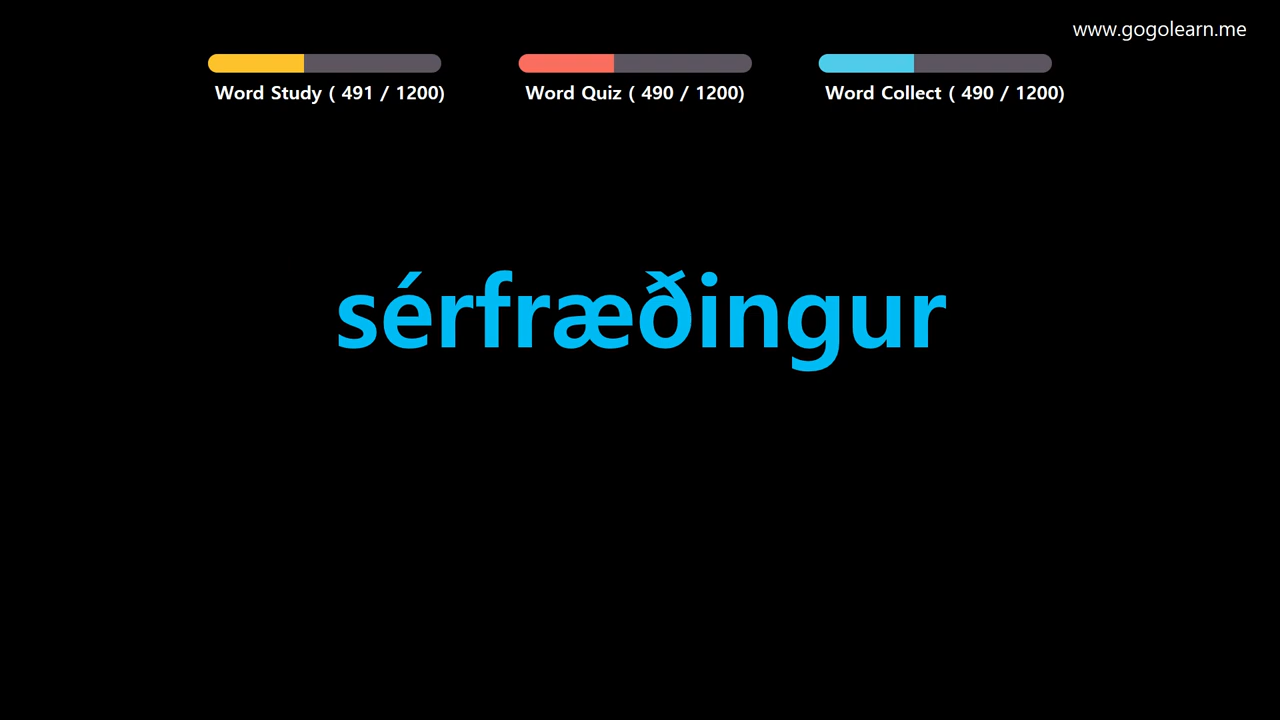 www.gogolearn.me
Word Study ( 491 / 1200)
Word Quiz ( 490 / 1200)
Word Collect ( 490 / 1200)
sérfræðingur